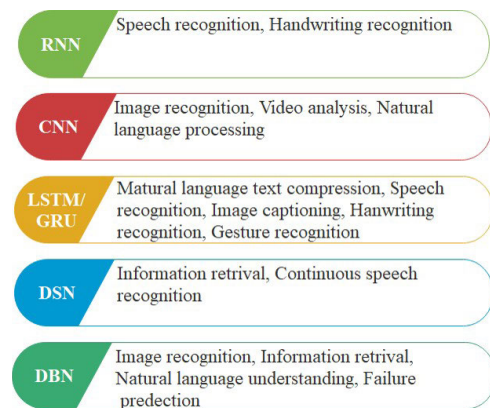 RNN
Speech recognition, Handwriting recognition
CNN
Image recognition, Video analysis, Natural
language processing
LSTM/
GRU
Matural language text compression, Speech
recognition, Image captioning, Hanwriting
recognition, Gesture recognition
DSN
Information retrival, Continuous speech
recognition
DBN
Image recognition, Information retrival,
Natural language understanding, Failure
predection